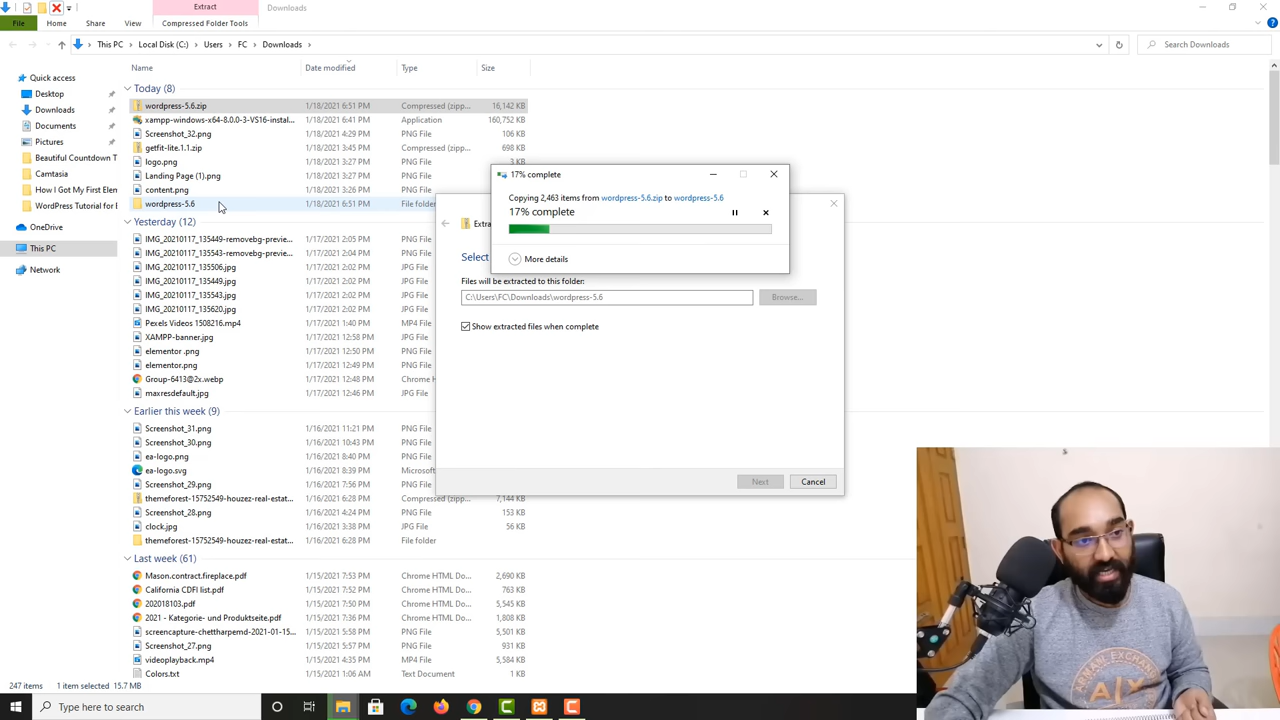 Extract
Downloads
File
Home
Share
View
Compressed Folder Tools
This PC
Local Disk (C:)
Users
FC
Downloads
Search Downloads
Name
Date modified
Type
Size
Quick access
Desktop
Downloads
Documents
Pictures
Beautiful Countdown T
Camtasia
How I Got My First Elem
WordPress Tutorial for B
OneDrive
This PC
Network
Today (8)
wordpress-5.6.zip 1/18/2021 6:51 PM Compressed (zipp... 16,142 KB
xampp-windows-x64-8.0.0-3-VS16-instal... 1/18/2021 6:41 PM Application 160,752 KB
Screenshot_32.png 1/18/2021 4:29 PM PNG File 106 KB
getfit-lite.1.1.zip 1/18/2021 3:45 PM Compressed (zipp... 698 KB
logo.png 1/18/2021 3:27 PM PNG File 3 KB
Landing Page (1).png 1/18/2021 3:27 PM PNG File
content.png 1/18/2021 3:26 PM PNG File
wordpress-5.6 1/18/2021 6:51 PM File folder
Yesterday (12)
IMG_20210117_135449-removebg-previe... 1/17/2021 2:05 PM PNG File
IMG_20210117_135543-removebg-previe... 1/17/2021 2:05 PM PNG File
IMG_20210117_135506.jpg 1/17/2021 2:01 PM JPG File
IMG_20210117_135449.jpg 1/17/2021 2:01 PM JPG File
IMG_20210117_135543.jpg 1/17/2021 2:01 PM JPG File
IMG_20210117_135620.jpg 1/17/2021 2:01 PM JPG File
Pexels Videos 1508216.mp4 1/17/2021 1:40 PM MP4 File
XAMPP-banner.jpg 1/17/2021 12:58 PM JPG File
elementor .png 1/17/2021 12:51 PM PNG File
elementor.png 1/17/2021 12:49 PM PNG File
Group-6413@2x.webp 1/17/2021 12:48 PM Chrome H
maxresdefault.jpg 1/17/2021 12:46 PM JPG File
Earlier this week (9)
Screenshot_31.png 1/16/2021 11:21 PM PNG File
Screenshot_30.png 1/16/2021 10:43 PM PNG File
ea-logo.png 1/16/2021 8:40 PM PNG File
ea-logo.svg 1/16/2021 8:39 PM Microsof
Screenshot_29.png 1/16/2021 7:56 PM PNG File
themeforest-15752549-houzez-real-estat... 1/16/2021 6:28 PM Compressed (zipp... 7,144 KB
Screenshot_28.png 1/16/2021 4:24 PM PNG File 153 KB
clock.jpg 1/16/2021 3:38 PM JPG File 56 KB
themeforest-15752549-houzez-real-estat... 1/16/2021 6:28 PM File folder
Last week (61)
Mason.contract.fireplace.pdf 1/15/2021 7:53 PM Chrome HTML Do... 2,690 KB
California CDFI list.pdf 1/15/2021 7:52 PM Chrome HTML Do... 763 KB
202018103.pdf 1/15/2021 7:50 PM Chrome HTML Do... 5,545 KB
2021 - Kategorie- und Produktseite.pdf 1/15/2021 7:36 PM Chrome HTML Do... 1,808 KB
screencapture-chettharpemd-2021-01-15... 1/15/2021 5:58 PM PNG File 5,501 KB
Screenshot_27.png 1/15/2021 5:35 PM PNG File 931 KB
videoplayback.mp4 1/15/2021 5:35 PM MP4 File 5,584 KB
Colors.txt 1/15/2021 1:06 AM Text Document 1 KB
17% complete
Copying 2,463 items from wordpress-5.6.zip to wordpress-5.6
17% complete
More details
Extra
Select
Files will be extracted to this folder:
C:\Users\FC\Downloads\wordpress-5.6
Browse...
Show extracted files when complete
Next
Cancel
247 items
1 item selected 15.7 MB
Type here to search
ARMANI EXCHANGE
A|X